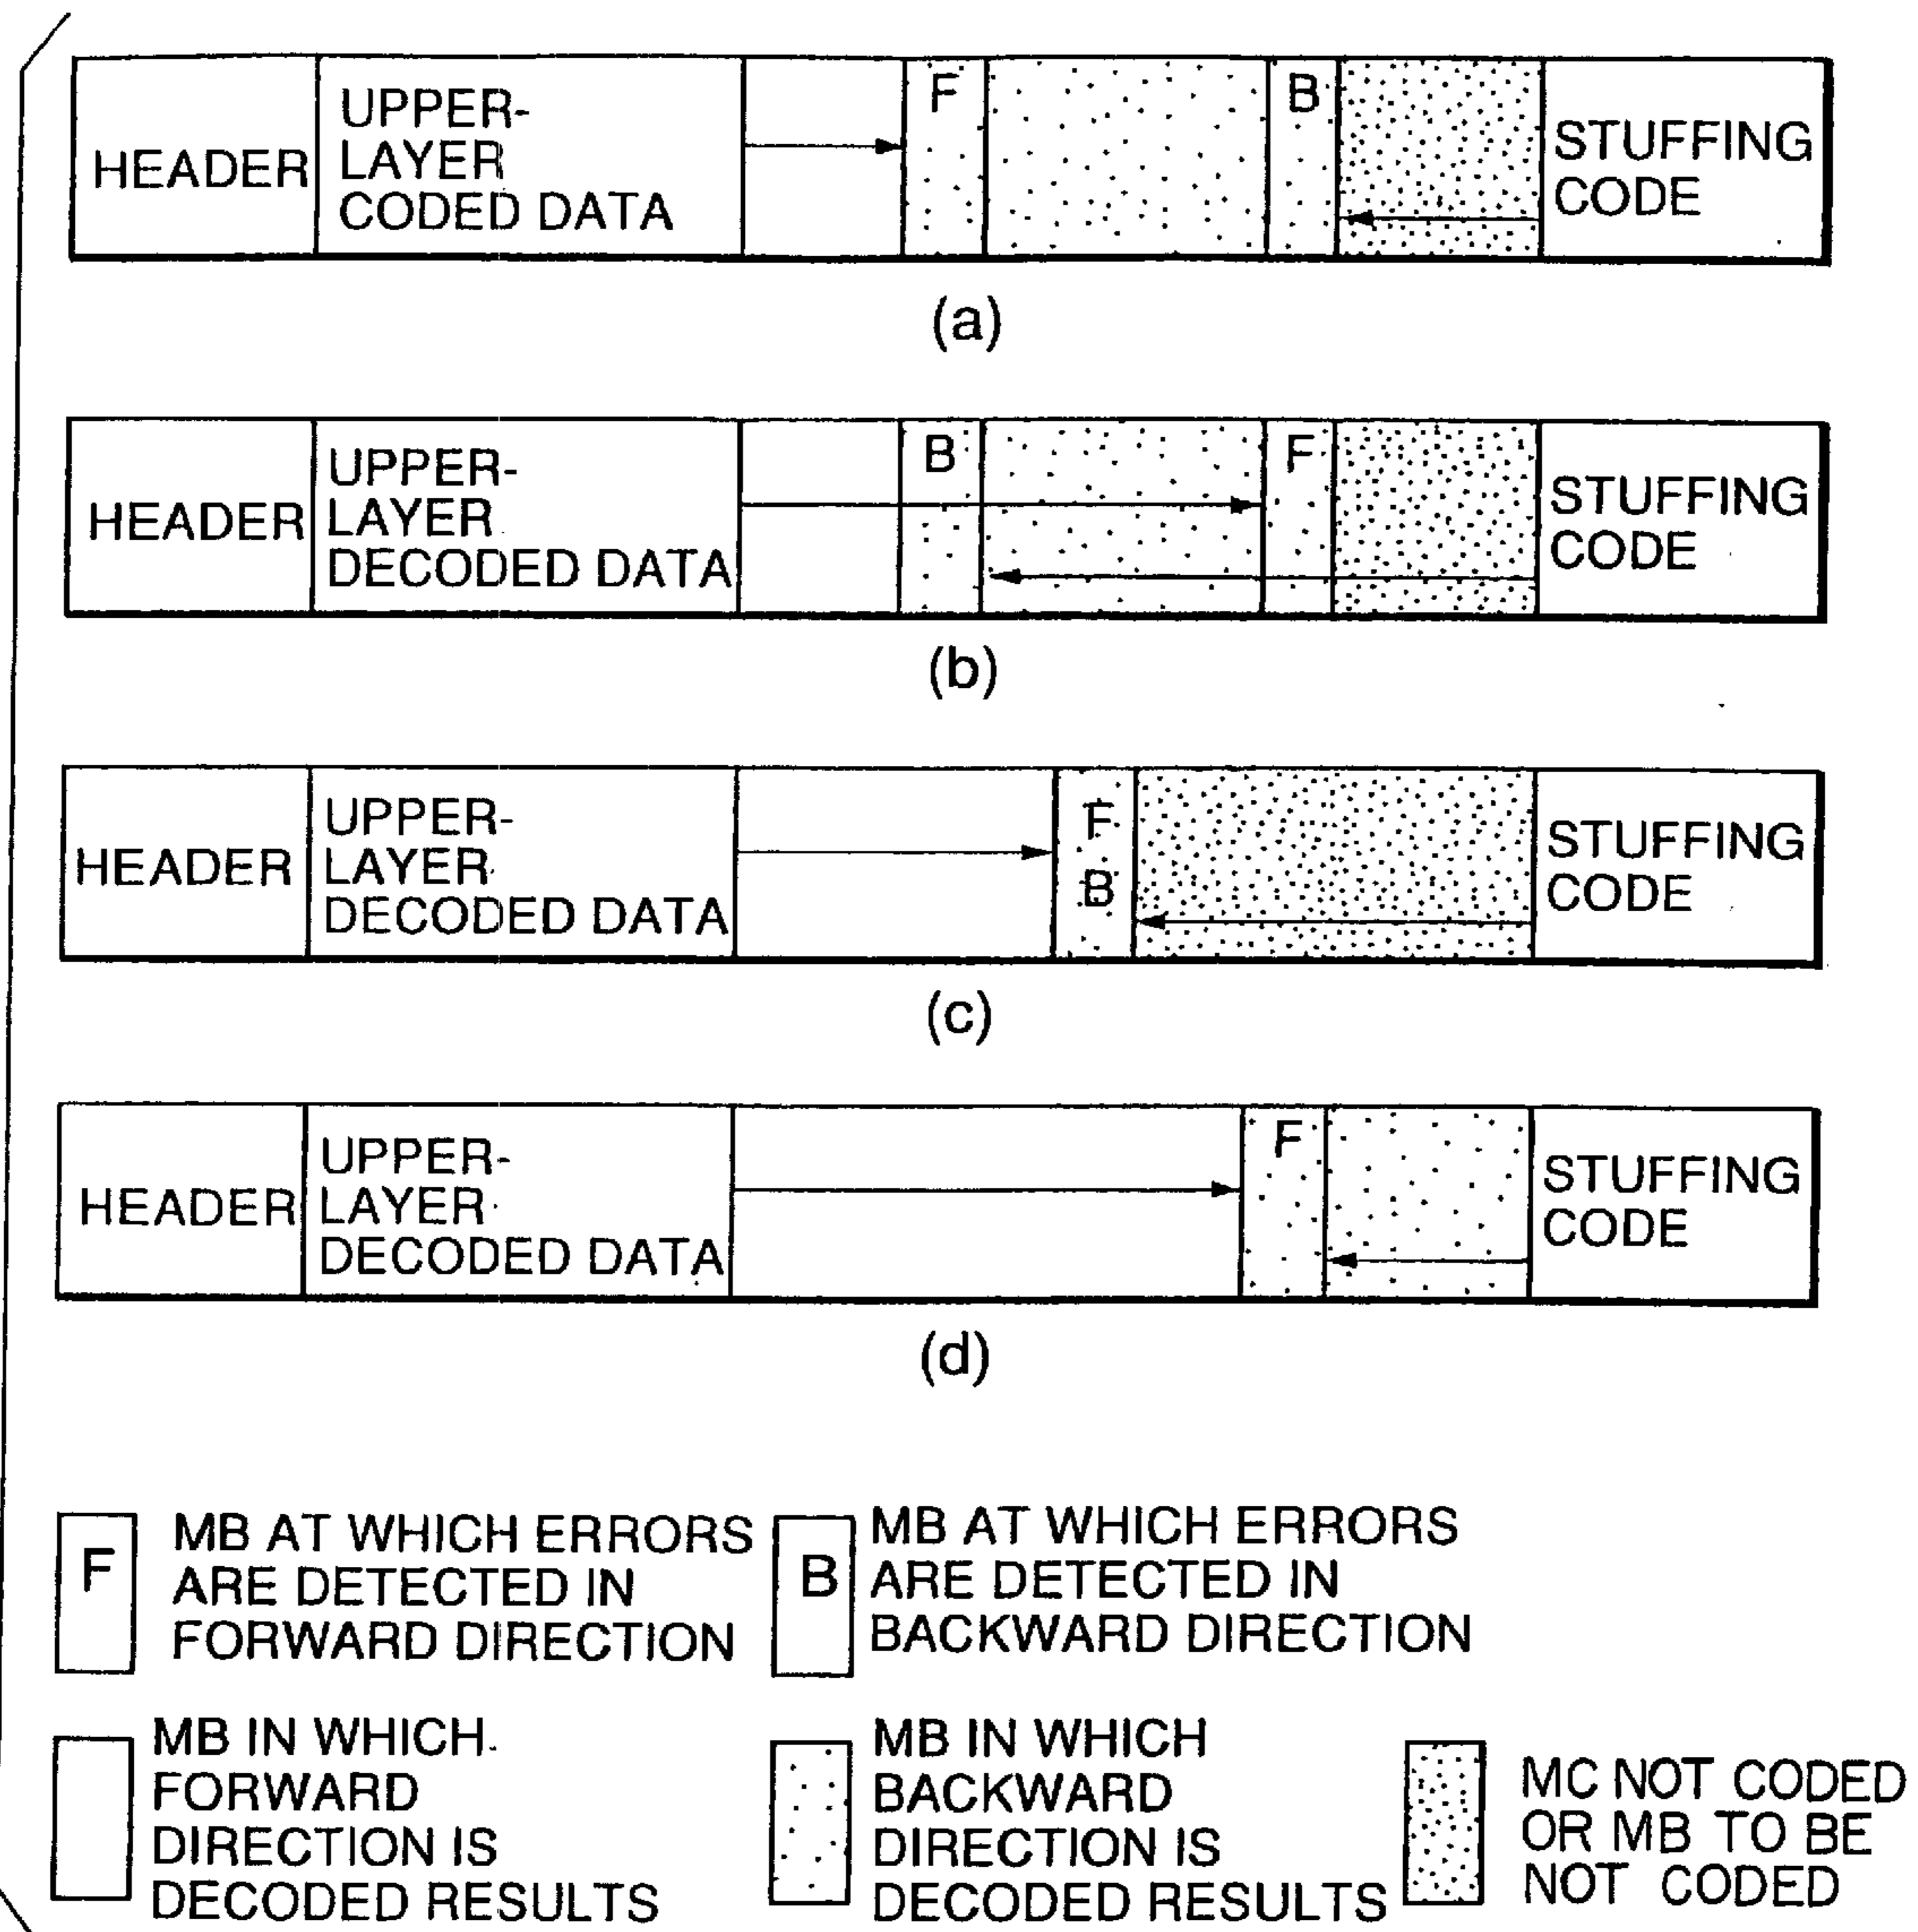 HEADER
UPPER-
LAYER
CODED DATA
F
B
STUFFING
CODE
(a)
HEADER
UPPER-
LAYER
DECODED DATA
B
F
STUFFING
CODE
(b)
HEADER
UPPER-
LAYER
DECODED DATA
F
B
STUFFING
CODE
(c)
HEADER
UPPER-
LAYER
DECODED DATA
F
STUFFING
CODE
(d)
F
MB AT WHICH ERRORS
ARE DETECTED IN
FORWARD DIRECTION
B
MB AT WHICH ERRORS
ARE DETECTED IN
BACKWARD DIRECTION
MB IN WHICH
FORWARD
DIRECTION IS
DECODED RESULTS
MB IN WHICH
BACKWARD
DIRECTION IS
DECODED RESULTS
MC NOT CODED
OR MB TO BE
NOT CODED